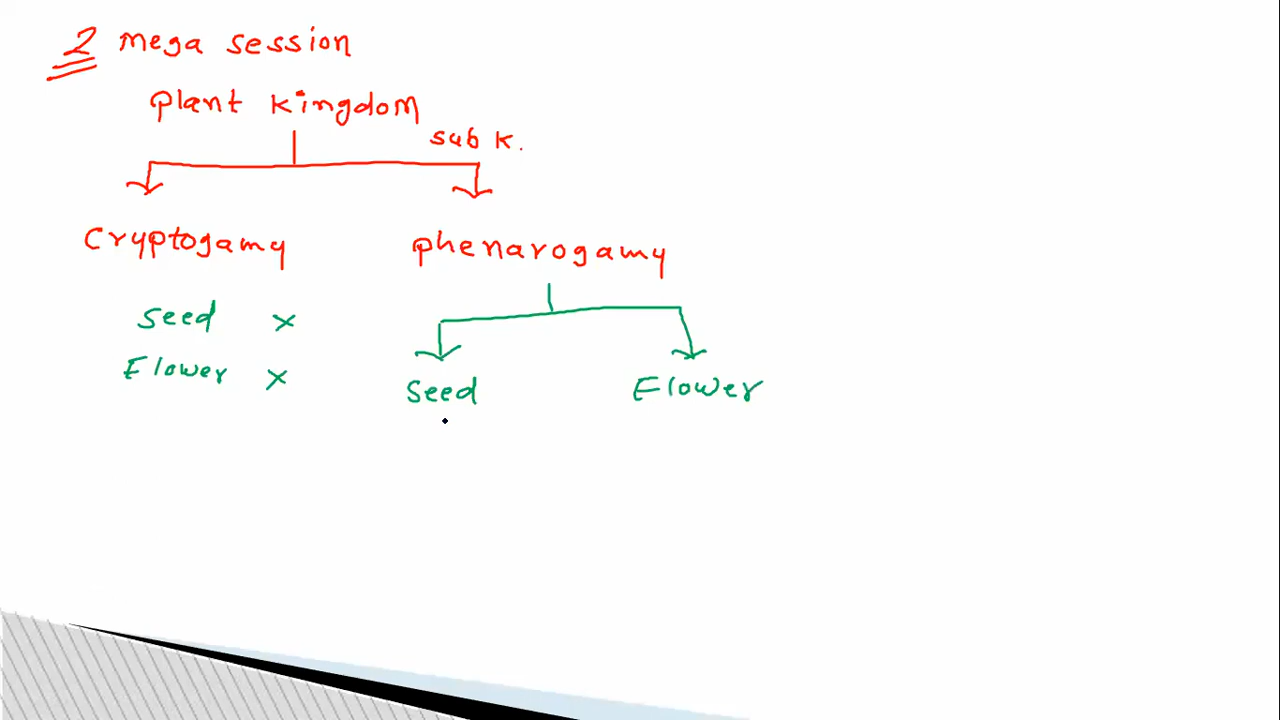 2 mega session
plant kingdom
sub k.
cryptogamy phenarogamy
seed x
Flower x
seed Flower